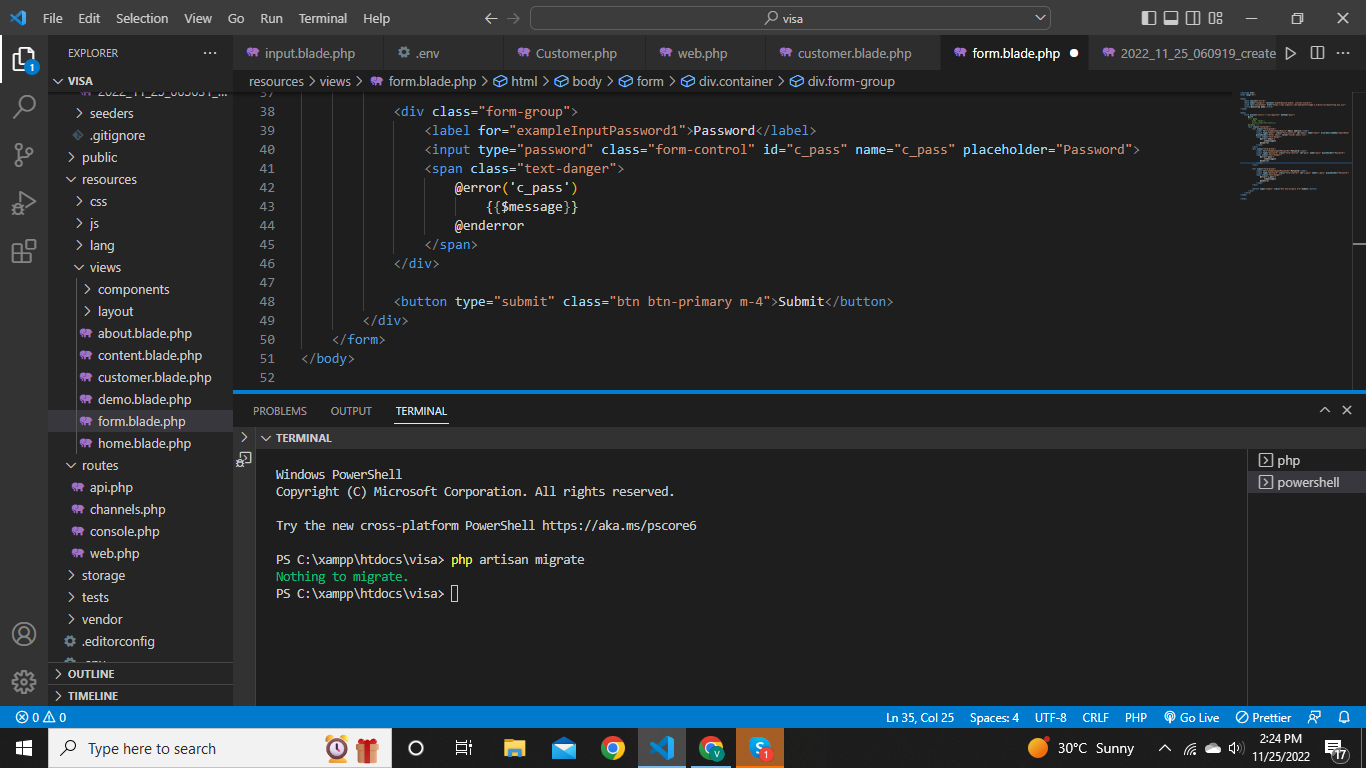 File Edit Selection View Go Run Terminal Help
visa
EXPLORER
input.blade.php .env Customer.php web.php customer.blade.php form.blade.php 2022_11_25_060919_create
VISA
resources > views > form.blade.php > html > body > form > div.container > div.form-group
seeders
.gitignore
public
resources
css
js
lang
views
components
layout
about.blade.php
content.blade.php
customer.blade.php
demo.blade.php
form.blade.php
home.blade.php
routes
api.php
channels.php
console.php
web.php
storage
tests
vendor
.editorconfig
OUTLINE
TIMELINE
1
37
38 <div class="form-group">
39 <label for="exampleInputPassword1">Password</label>
40 <input type="password" class="form-control" id="c_pass" name="c_pass" placeholder="Password">
41 <span class="text-danger">
42 @error('c_pass')
43 {{$message}}
44 @enderror
45 </span>
46 </div>
47
48 <button type="submit" class="btn btn-primary m-4">Submit</button>
49 </div>
50 </form>
51 </body>
52
PROBLEMS OUTPUT TERMINAL
TERMINAL
Windows PowerShell
Copyright (C) Microsoft Corporation. All rights reserved.
Try the new cross-platform PowerShell https://aka.ms/pscore6
PS C:\xampp\htdocs\visa> php artisan migrate
Nothing to migrate.
PS C:\xampp\htdocs\visa>
php
powershell
0 0 Ln 35, Col 25 Spaces: 4 UTF-8 CRLF PHP Go Live Prettier
Type here to search
30°C Sunny
2:24 PM
11/25/2022
17